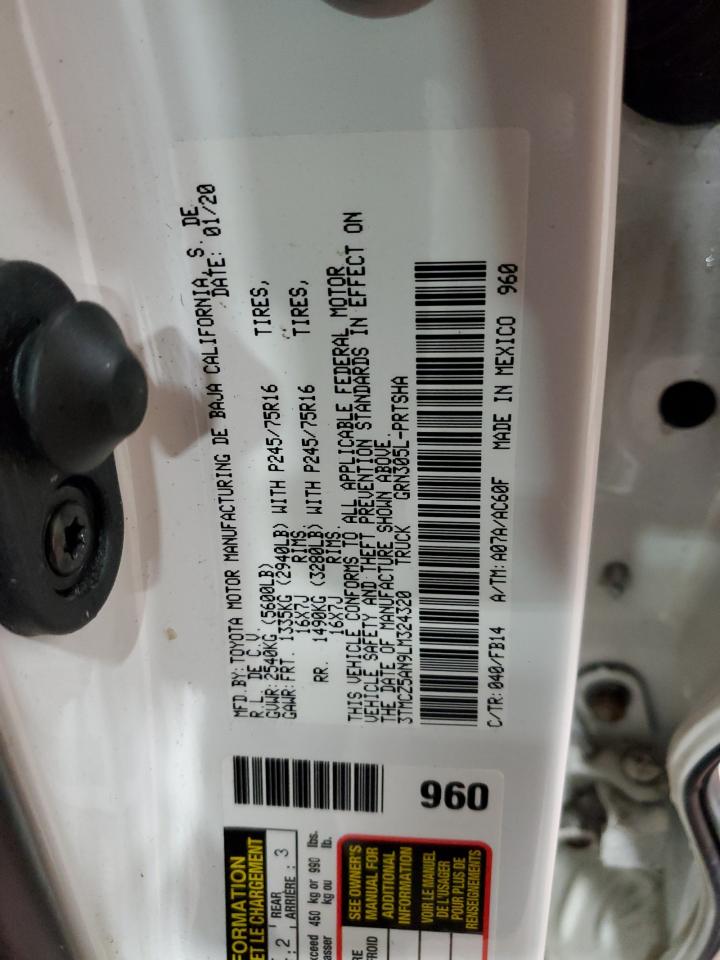 MFD BY: TOYOTA MOTOR MANUFACTURING DE BAJA CALIFORNIA, S. DE
R.L. DE C.V. DATE: 01/20
GVWR: 2540KG (5600LB)
GAWR: FRT. 1335KG (2940LB) WITH P245/75R16 TIRES,
16X7J RIMS
RR. 1490KG (3280LB) WITH P245/75R16 TIRES,
16X7J RIMS.
THIS VEHICLE CONFORMS TO ALL APPLICABLE FEDERAL MOTOR
VEHICLE SAFETY AND THEFT PREVENTION STANDARDS IN EFFECT ON
THE DATE OF MANUFACTURE SHOWN ABOVE.
3TMCZ5AN9LM324320 TRUCK GRN305L-PRTSHA
C/TR: 040/FB14 A/TM: A07A/AC60F MADE IN MEXICO 960
960
FORMATION
ET LE CHARGEMENT
: 2 REAR
ARRIÈRE : 3
xceed 450 kg or 990 lbs.
asser kg ou lb.
SEE OWNER'S
MANUAL FOR
ADDITIONAL
INFORMATION
VOIR LE MANUEL
DE L'USAGER
POUR PLUS DE
RENSEIGNEMENTS
RE
FROID